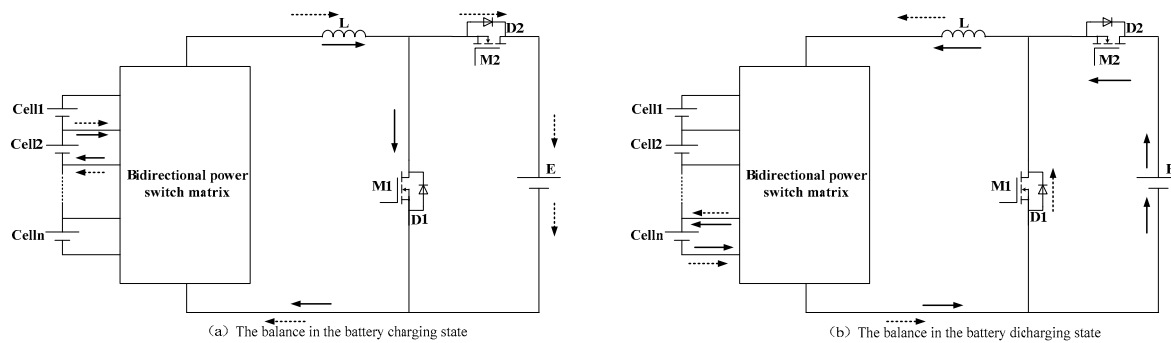 L
D2
M2
Cell1
Cell2
Celln
Bidirectional power
switch matrix
M1
D1
E
(a) The balance in the battery charging state
L
D2
M2
Cell1
Cell2
Celln
Bidirectional power
switch matrix
M1
D1
(b) The balance in the battery dicharging state